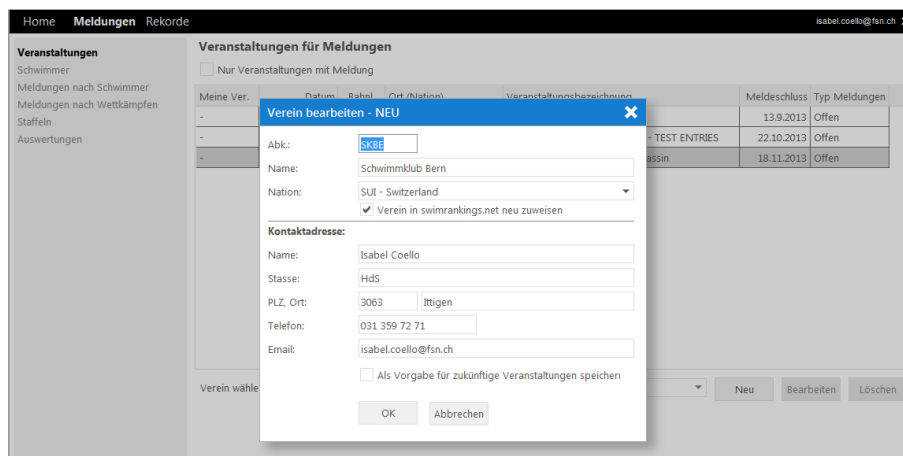 Home Meldungen Rekorde isabel.coello@fsn.ch
Veranstaltungen
Schwimmer
Meldungen nach Schwimmer
Meldungen nach Wettkämpfen
Staffeln
Auswertungen
Veranstaltungen für Meldungen
Nur Veranstaltungen mit Meldung
Meine Ver. Datum Bahnl. Ort (Nation) Veranstaltungsbezeichnung Meldeschluss Typ Meldungen
- 13.9.2013 Offen
- - TEST ENTRIES 22.10.2013 Offen
- assin 18.11.2013 Offen
Verein bearbeiten - NEU
Abk.: SKBE
Name: Schwimmklub Bern
Nation: SUI - Switzerland
Verein in swimrankings.net neu zuweisen
Kontaktadresse:
Name: Isabel Coello
Stasse: HdS
PLZ, Ort: 3063 Ittigen
Telefon: 031 359 72 71
Email: isabel.coello@fsn.ch
Als Vorgabe für zukünftige Veranstaltungen speichern
OK Abbrechen
Verein wähle Neu Bearbeiten Löschen